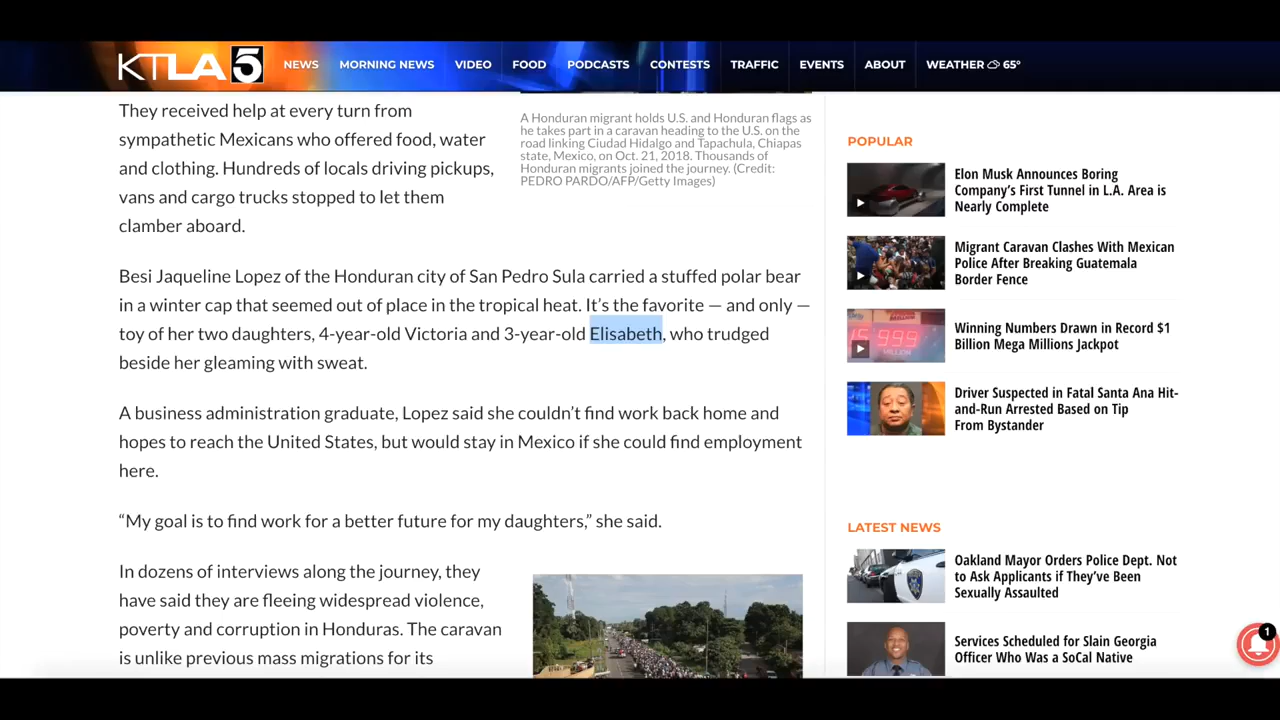 KTLA 5 NEWS MORNING NEWS VIDEO FOOD PODCASTS CONTESTS TRAFFIC EVENTS ABOUT WEATHER 65°
They received help at every turn from
sympathetic Mexicans who offered food, water
and clothing. Hundreds of locals driving pickups,
vans and cargo trucks stopped to let them
clamber aboard.
A Honduran migrant holds U.S. and Honduran flags as
he takes part in a caravan heading to the U.S. on the
road linking Ciudad Hidalgo and Tapachula, Chiapas
state, Mexico, on Oct. 21, 2018. Thousands of
Honduran migrants joined the journey. (Credit:
PEDRO PARDO/AFP/Getty Images)
Besi Jaqueline Lopez of the Honduran city of San Pedro Sula carried a stuffed polar bear
in a winter cap that seemed out of place in the tropical heat. It’s the favorite — and only —
toy of her two daughters, 4-year-old Victoria and 3-year-old Elisabeth, who trudged
beside her gleaming with sweat.
A business administration graduate, Lopez said she couldn’t find work back home and
hopes to reach the United States, but would stay in Mexico if she could find employment
here.
“My goal is to find work for a better future for my daughters,” she said.
In dozens of interviews along the journey, they
have said they are fleeing widespread violence,
poverty and corruption in Honduras. The caravan
is unlike previous mass migrations for its
POPULAR
Elon Musk Announces Boring
Company’s First Tunnel in L.A. Area is
Nearly Complete
Migrant Caravan Clashes With Mexican
Police After Breaking Guatemala
Border Fence
999
Winning Numbers Drawn in Record $1
Billion Mega Millions Jackpot
Driver Suspected in Fatal Santa Ana Hit-
and-Run Arrested Based on Tip
From Bystander
LATEST NEWS
Oakland Mayor Orders Police Dept. Not
to Ask Applicants if They’ve Been
Sexually Assaulted
Services Scheduled for Slain Georgia
Officer Who Was a SoCal Native
1